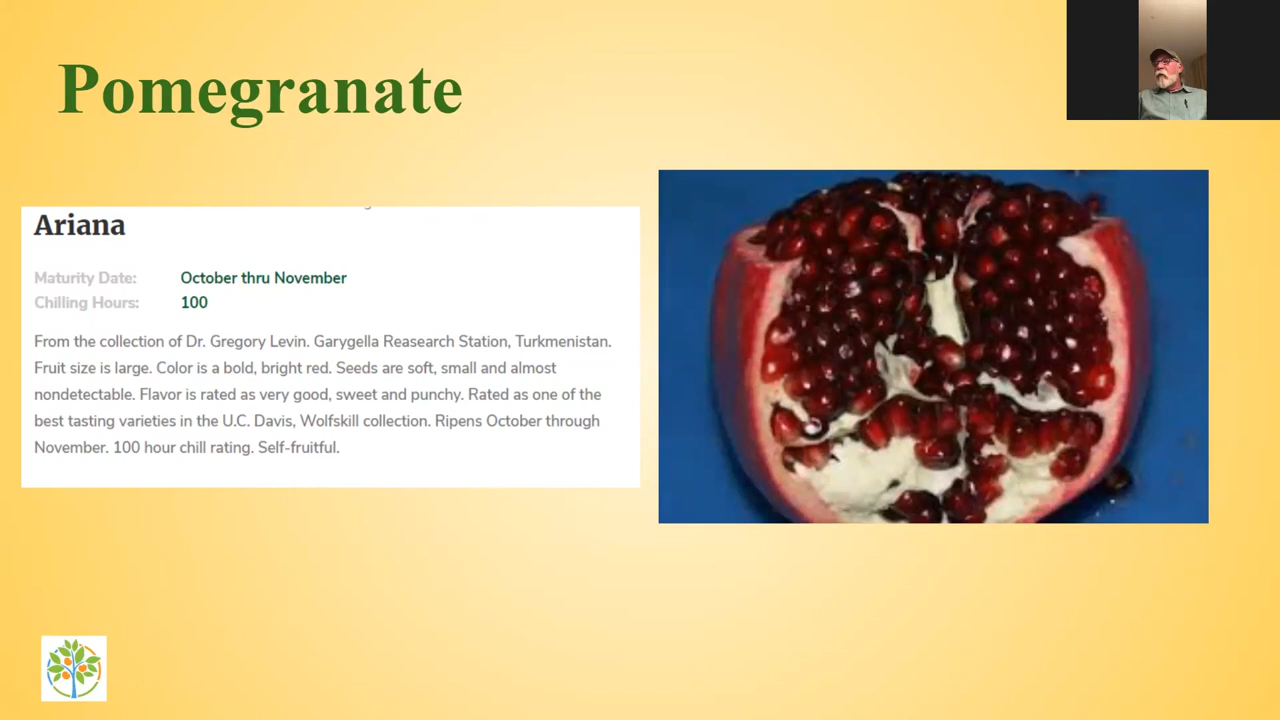 Pomegranate
Ariana
Maturity Date: October thru November
Chilling Hours: 100
From the collection of Dr. Gregory Levin. Garygella Reasearch Station, Turkmenistan.
Fruit size is large. Color is a bold, bright red. Seeds are soft, small and almost
nondetectable. Flavor is rated as very good, sweet and punchy. Rated as one of the
best tasting varieties in the U.C. Davis, Wolfskill collection. Ripens October through
November. 100 hour chill rating. Self-fruitful.